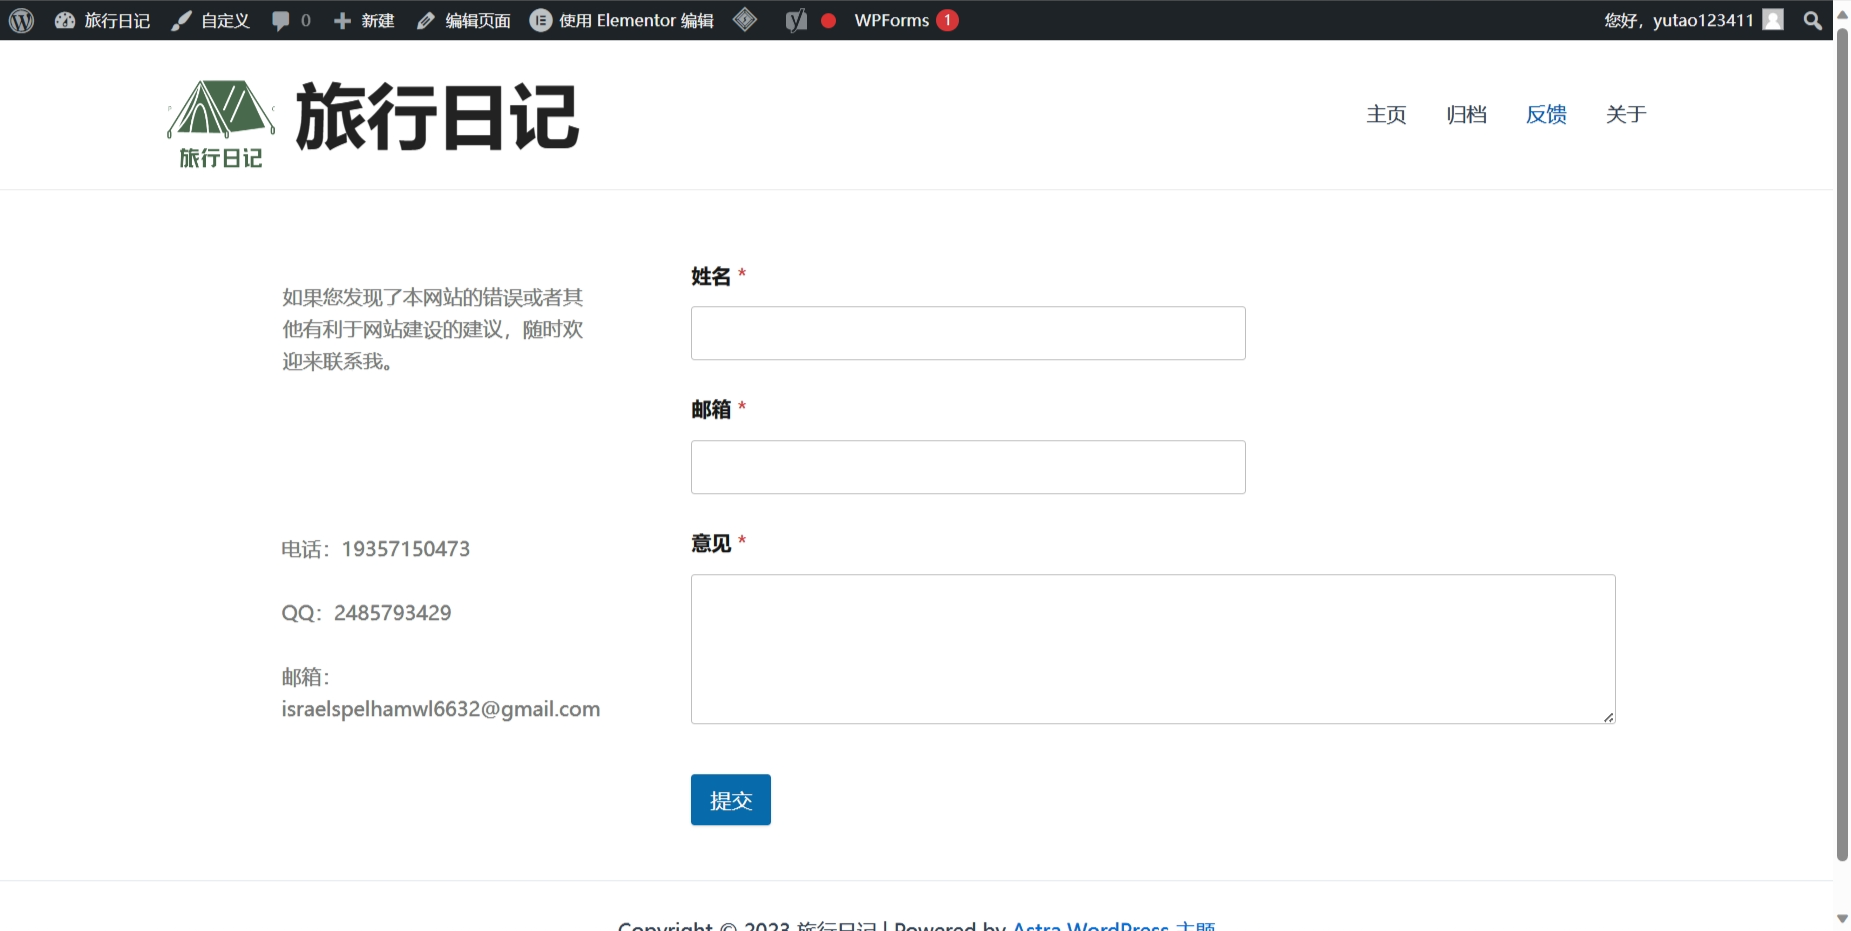 旅行日记 自定义 0 新建 编辑页面 使用 Elementor 编辑 WPForms 1 您好，yutao123411
旅行日记
旅行日记
主页 归档 反馈 关于
如果您发现了本网站的错误或者其
他有利于网站建设的建议，随时欢
迎来联系我。
电话：19357150473
QQ：2485793429
邮箱：
israelspelhamwl6632@gmail.com
姓名 *
邮箱 *
意见 *
提交
Copyright © 2023 旅行日记 | Powered by Astra WordPress 主题